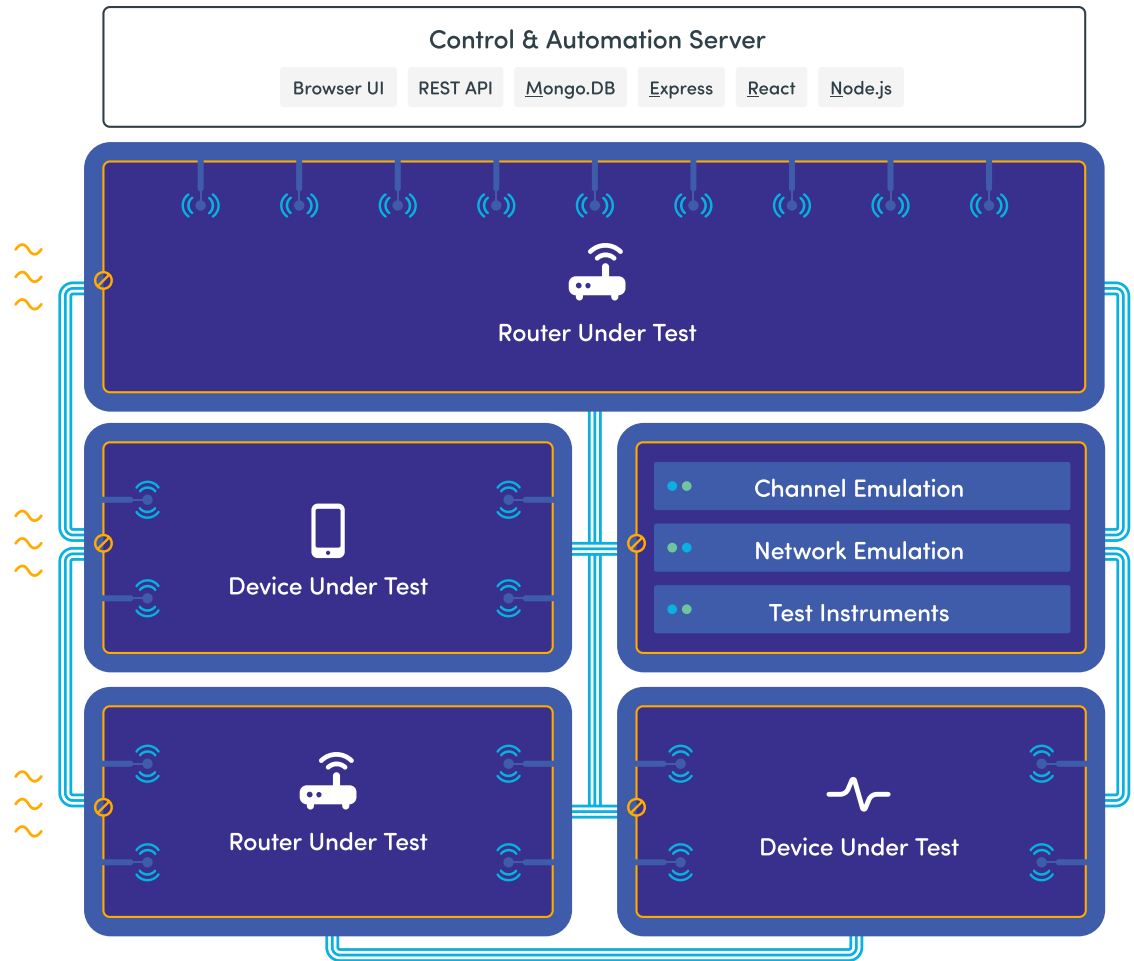 Control & Automation Server
Browser UI
REST API
Mongo.DB
Express
React
Node.js
Router Under Test
Device Under Test
Channel Emulation
Network Emulation
Test Instruments
Router Under Test
Device Under Test